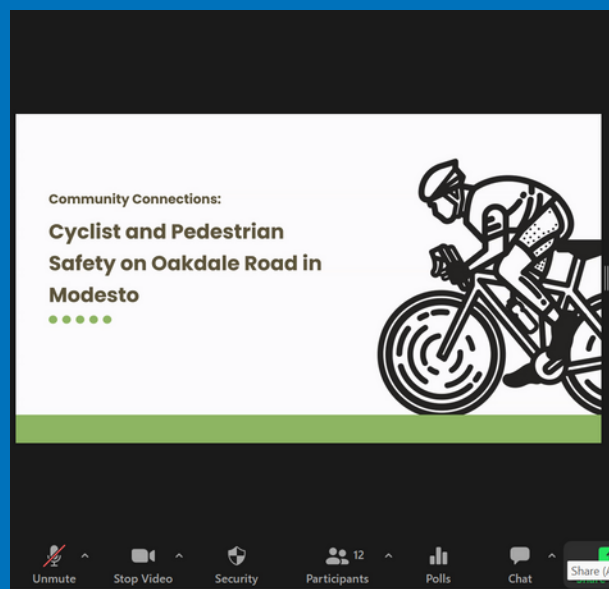 Community Connections:
Cyclist and Pedestrian
Safety on Oakdale Road in
Modesto
12
Unmute
Stop Video
Security
Participants
Polls
Chat
Share (A